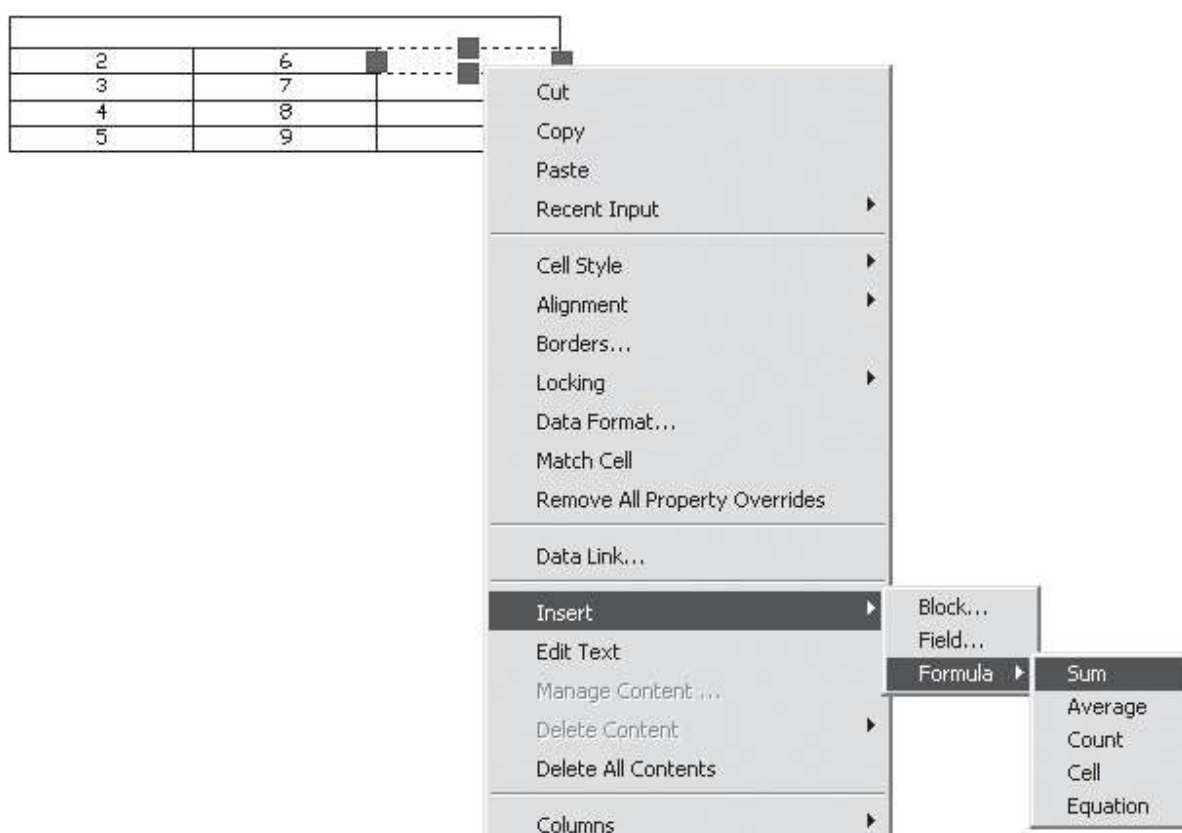 2 6
3 7
4 8
5 9
Cut
Copy
Paste
Recent Input
Cell Style
Alignment
Borders...
Locking
Data Format...
Match Cell
Remove All Property Overrides
Data Link...
Insert
Edit Text
Manage Content ...
Delete Content
Delete All Contents
Columns
Block...
Field...
Formula
Sum
Average
Count
Cell
Equation